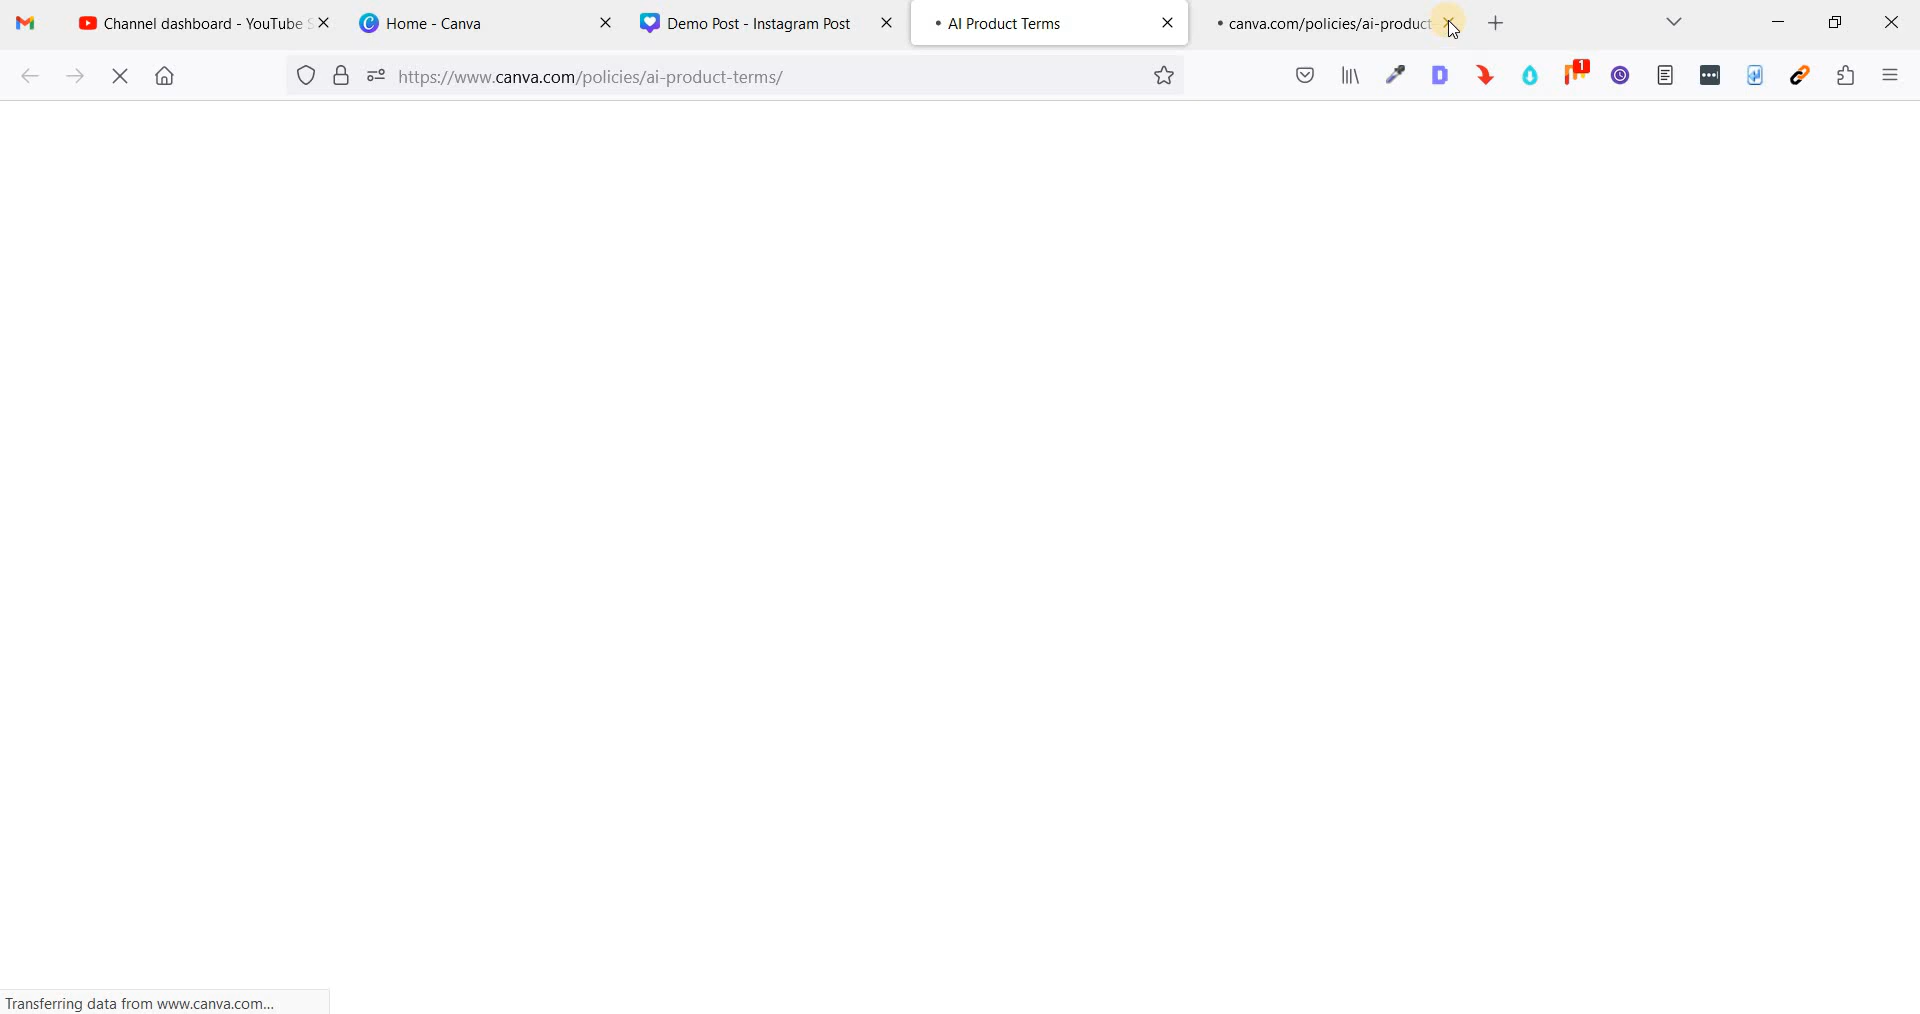 Channel dashboard - YouTube S
Home - Canva
Demo Post - Instagram Post
• AI Product Terms
• canva.com/policies/ai-product
https://www.canva.com/policies/ai-product-terms/
1
Transferring data from www.canva.com...